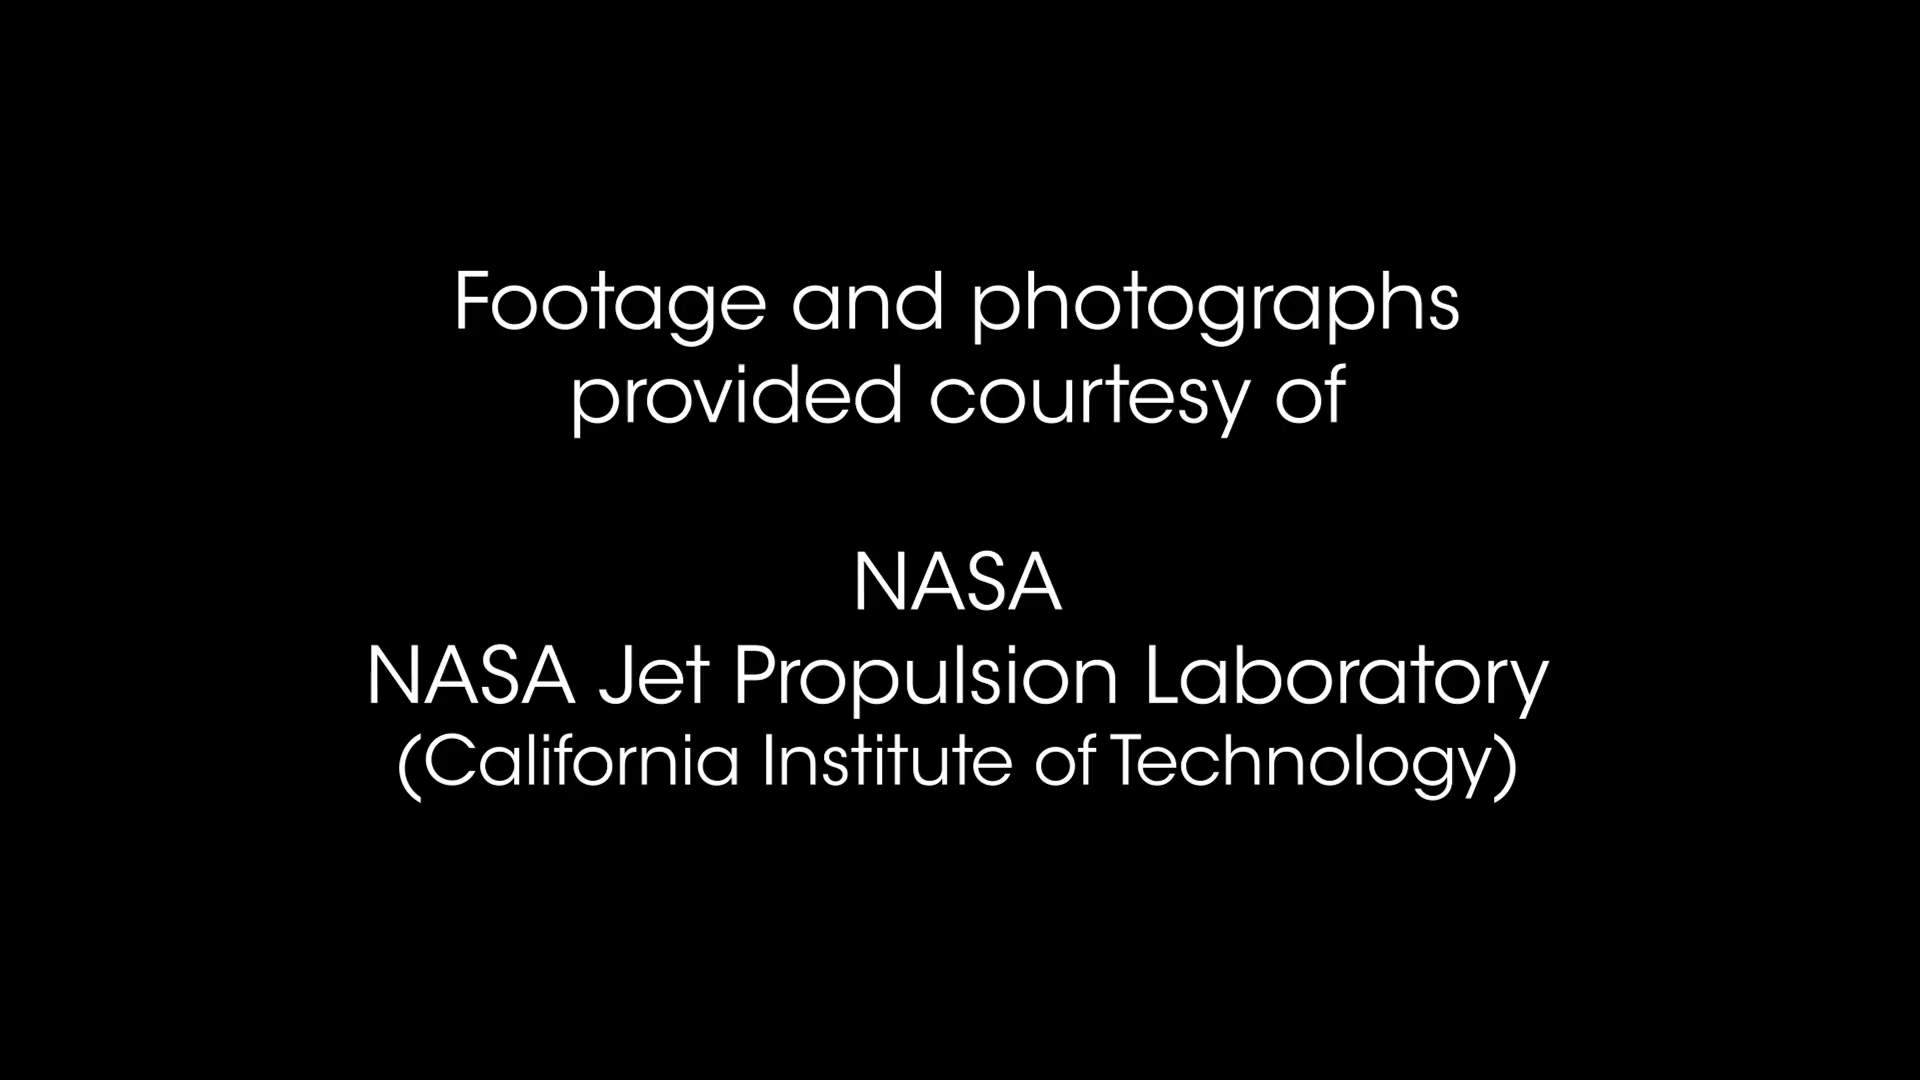 Footage and photographs
provided courtesy of
NASA
NASA Jet Propulsion Laboratory
(California Institute of Technology)